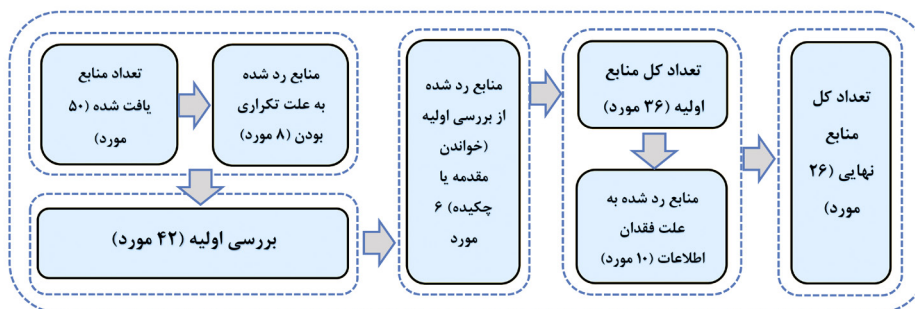 تعداد منابع
یافت شده (۵۰
مورد)
منابع رد شده
به علت تکراری
بودن (۸ مورد)
بررسی اولیه (۴۲ مورد)
منابع رد شده
از بررسی اولیه
(خواندن
مقدمه یا
چکیده) ۶
مورد
تعداد کل منابع
اولیه (۳۶ مورد)
منابع رد شده به
علت فقدان
اطلاعات (۱۰ مورد)
تعداد کل
منابع
نهایی (۲۶
مورد)